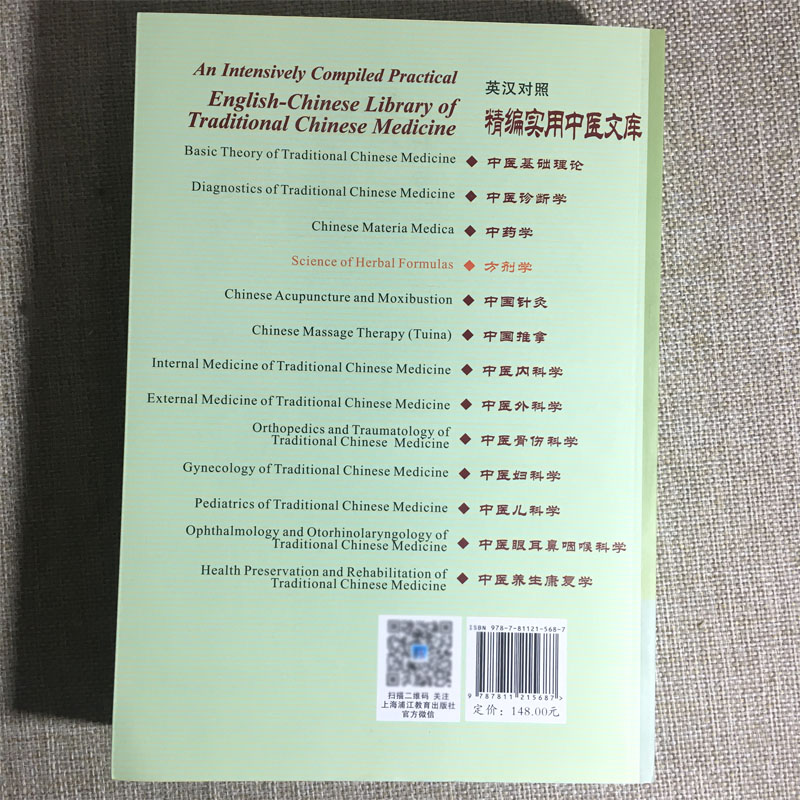 An Intensively Compiled Practical
English-Chinese Library of
Traditional Chinese Medicine
英汉对照
精编实用中医文库
Basic Theory of Traditional Chinese Medicine ◆ 中医基础理论
Diagnostics of Traditional Chinese Medicine ◆ 中医诊断学
Chinese Materia Medica ◆ 中药学
Science of Herbal Formulas ◆ 方剂学
Chinese Acupuncture and Moxibustion ◆ 中国针灸
Chinese Massage Therapy (Tuina) ◆ 中国推拿
Internal Medicine of Traditional Chinese Medicine ◆ 中医内科学
External Medicine of Traditional Chinese Medicine ◆ 中医外科学
Orthopedics and Traumatology of
Traditional Chinese Medicine ◆ 中医骨伤科学
Gynecology of Traditional Chinese Medicine ◆ 中医妇科学
Pediatrics of Traditional Chinese Medicine ◆ 中医儿科学
Ophthalmology and Otorhinolaryngology of
Traditional Chinese Medicine ◆ 中医眼耳鼻咽喉科学
Health Preservation and Rehabilitation of
Traditional Chinese Medicine ◆ 中医养生康复学
扫描二维码 关注
上海浦江教育出版社
官方微信
ISBN 978-7-81121-568-7
9 787811 215687 >
定价：148.00元